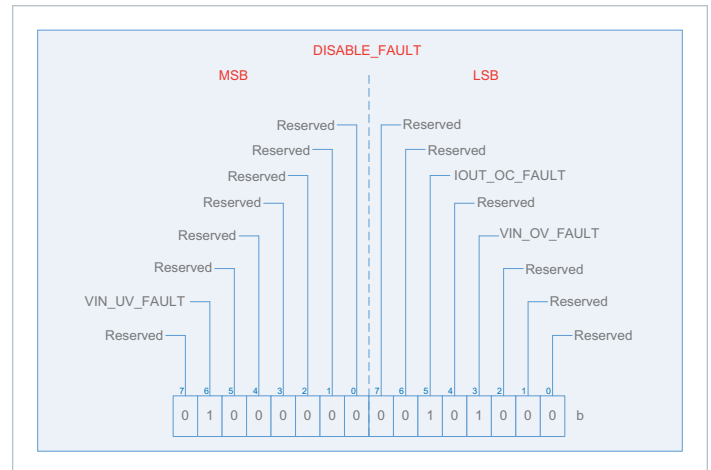 DISABLE_FAULT
MSB LSB
Reserved Reserved
Reserved Reserved
Reserved IOUT_OC_FAULT
Reserved Reserved
Reserved VIN_OV_FAULT
Reserved Reserved
VIN_UV_FAULT Reserved
Reserved Reserved
7 6 5 4 3 2 1 0 7 6 5 4 3 2 1 0
0 1 0 0 0 0 0 0 0 0 1 0 1 0 0 0 b